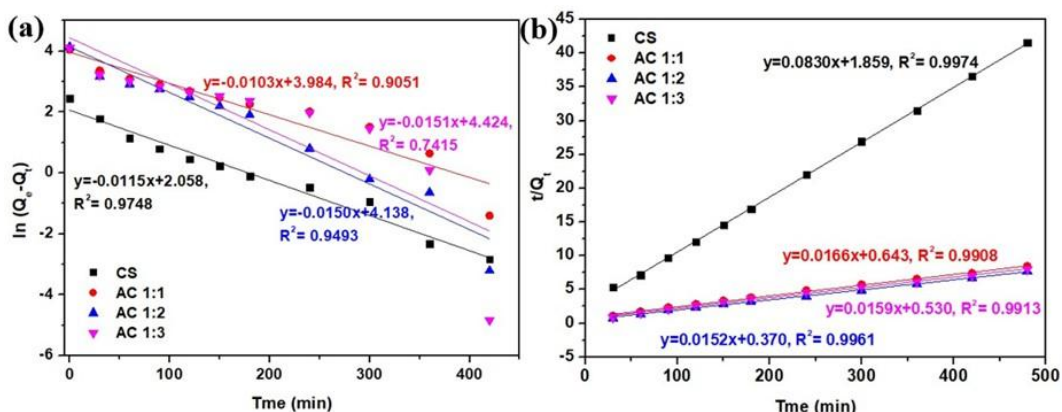 (a)
4
2
0
-2
-4
-6
ln (Qe-Qt)
y=-0.0103+3.984, R2= 0.9051
y=-0.0151x+4.424,
R2= 0.7415
y=-0.0115x+2.058,
R2= 0.9748
y=-0.0150x+4.138,
R2= 0.9493
CS
AC 1:1
AC 1:2
AC 1:3
0 100 200 300 400
Tme (min)
(b)
45
40
35
30
25
20
15
10
5
0
-5
t/Qt
CS
AC 1:1
AC 1:2
AC 1:3
y=0.0830x+1.859, R2= 0.9974
y=0.0166x+0.643, R2= 0.9908
y=0.0159x+0.530, R2= 0.9913
y=0.0152x+0.370, R2= 0.9961
0 100 200 300 400 500
Tme (min)